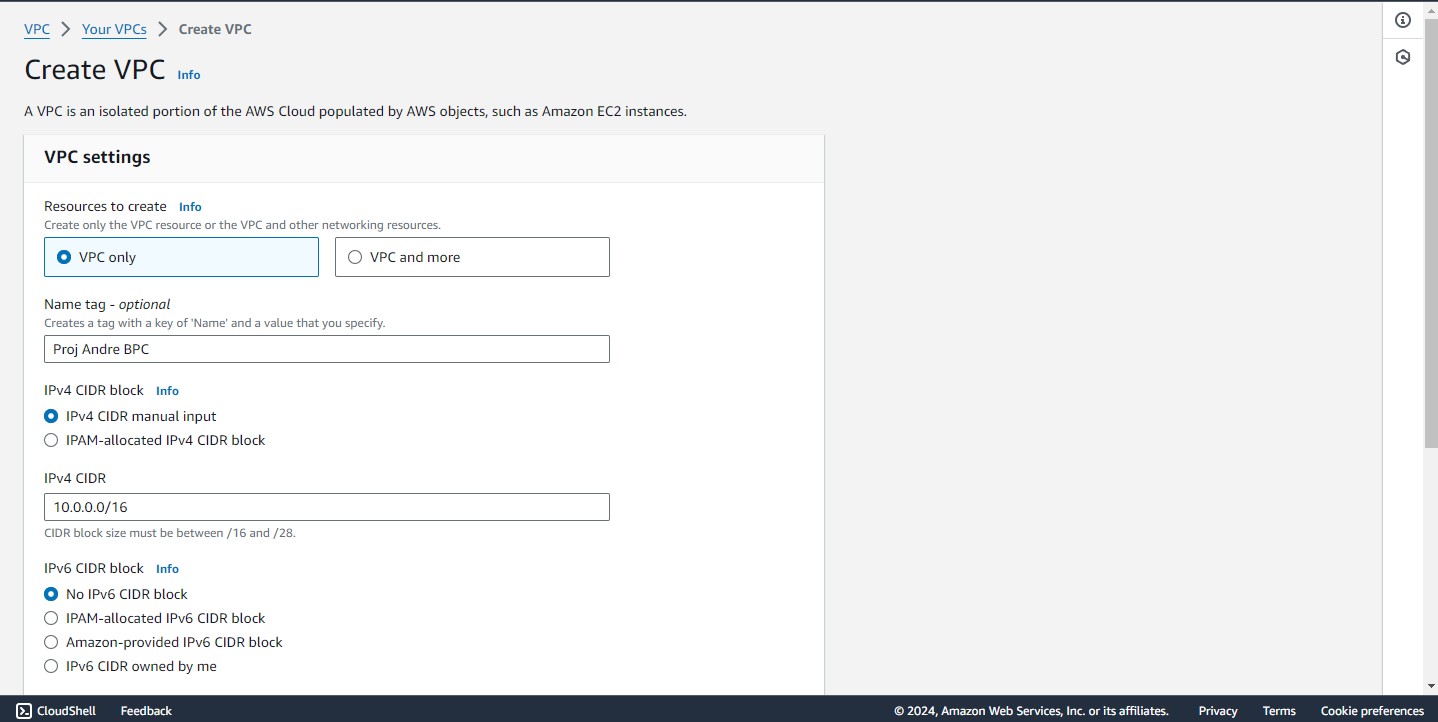 VPC > Your VPCs > Create VPC
Create VPC Info
A VPC is an isolated portion of the AWS Cloud populated by AWS objects, such as Amazon EC2 instances.
VPC settings
Resources to create Info
Create only the VPC resource or the VPC and other networking resources.
VPC only VPC and more
Name tag - optional
Creates a tag with a key of 'Name' and a value that you specify.
Proj Andre BPC
IPv4 CIDR block Info
IPv4 CIDR manual input
IPAM-allocated IPv4 CIDR block
IPv4 CIDR
10.0.0.0/16
CIDR block size must be between /16 and /28.
IPv6 CIDR block Info
No IPv6 CIDR block
IPAM-allocated IPv6 CIDR block
Amazon-provided IPv6 CIDR block
IPv6 CIDR owned by me
CloudShell Feedback © 2024, Amazon Web Services, Inc. or its affiliates. Privacy Terms Cookie preferences